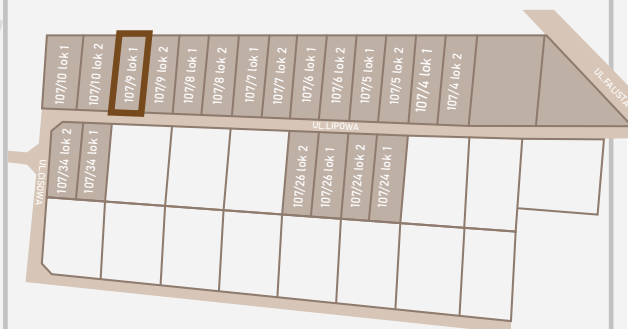 107/10 lok 1
107/10 lok 2
107/9 lok 1
107/9 lok 2
107/8 lok 1
107/8 lok 2
107/7 lok 1
107/7 lok 2
107/6 lok 1
107/6 lok 2
107/5 lok 1
107/5 lok 2
107/4 lok 1
107/4 lok 2
UL.FALISTA
UL.LIPOWA
UL.CISOWA
107/34 lok 2
107/34 lok 1
107/26 lok 2
107/26 lok 1
107/24 lok 2
107/24 lok 1